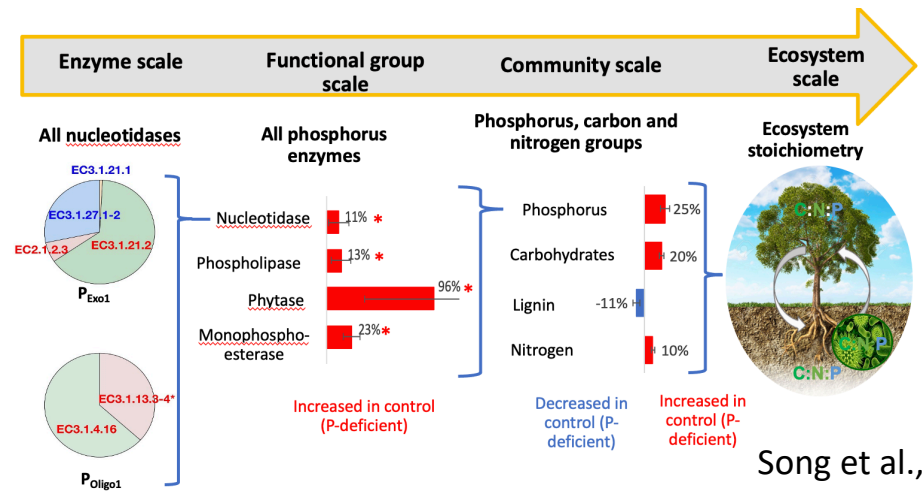 Enzyme scale
Functional group
scale
Community scale
Ecosystem
scale
All nucleotidases
EC3.1.21.1
EC3.1.27.1-2
EC2.1.2.3
EC3.1.21.2
PExo1
EC3.1.13.3-4*
EC3.1.4.16
POligo1
All phosphorus
enzymes
Nucleotidase
11% *
Phospholipase
13% *
Phytase
96% *
Monophospho-
esterase
23% *
Increased in control
(P-deficient)
Phosphorus, carbon and
nitrogen groups
Phosphorus
25%
Carbohydrates
20%
Lignin
-11%
Nitrogen
10%
Decreased in
control (P-
deficient)
Increased in
control (P-
deficient)
Ecosystem
stoichiometry
C:N:P
C:N:P
C:N:P
Song et al.,